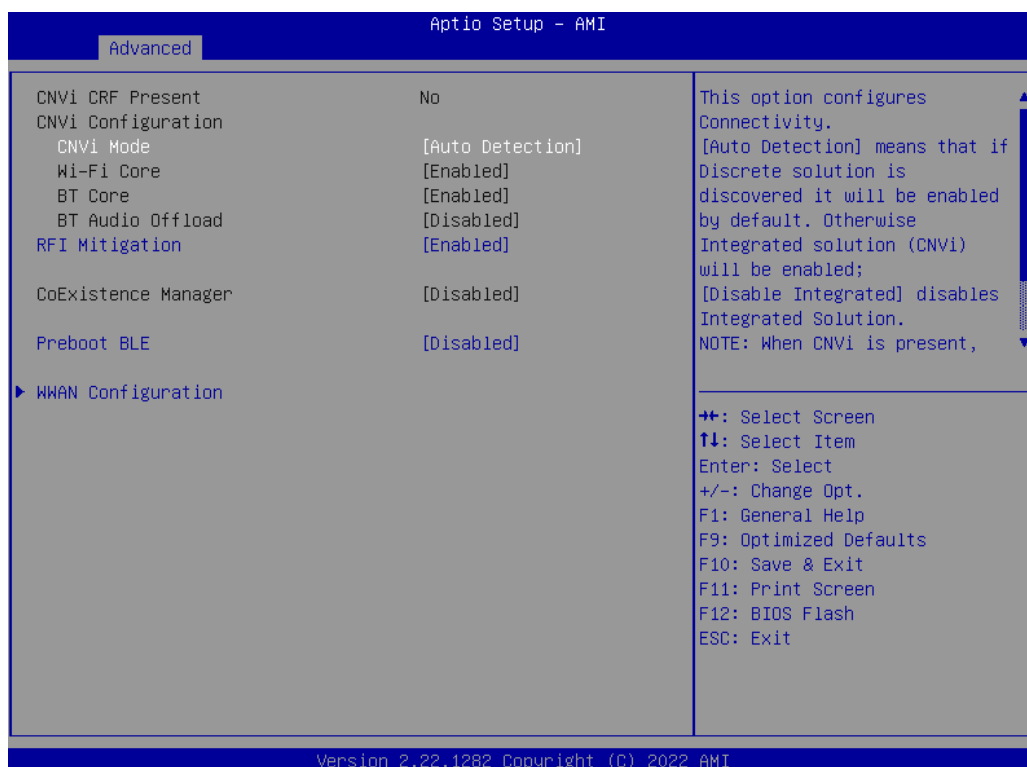 Aptio Setup – AMI
Advanced
CNVi CRF Present No
CNVi Configuration
CNVi Mode [Auto Detection]
Wi-Fi Core [Enabled]
BT Core [Enabled]
BT Audio Offload [Disabled]
RFI Mitigation [Enabled]
CoExistence Manager [Disabled]
Preboot BLE [Disabled]
WWAN Configuration
This option configures
Connectivity.
[Auto Detection] means that if
Discrete solution is
discovered it will be enabled
by default. Otherwise
Integrated solution (CNVi)
will be enabled;
[Disable Integrated] disables
Integrated Solution.
NOTE: When CNVi is present,
→←: Select Screen
↑↓: Select Item
Enter: Select
+/-: Change Opt.
F1: General Help
F9: Optimized Defaults
F10: Save & Exit
F11: Print Screen
F12: BIOS Flash
ESC: Exit
Version 2.22.1282 Copyright (C) 2022 AMI